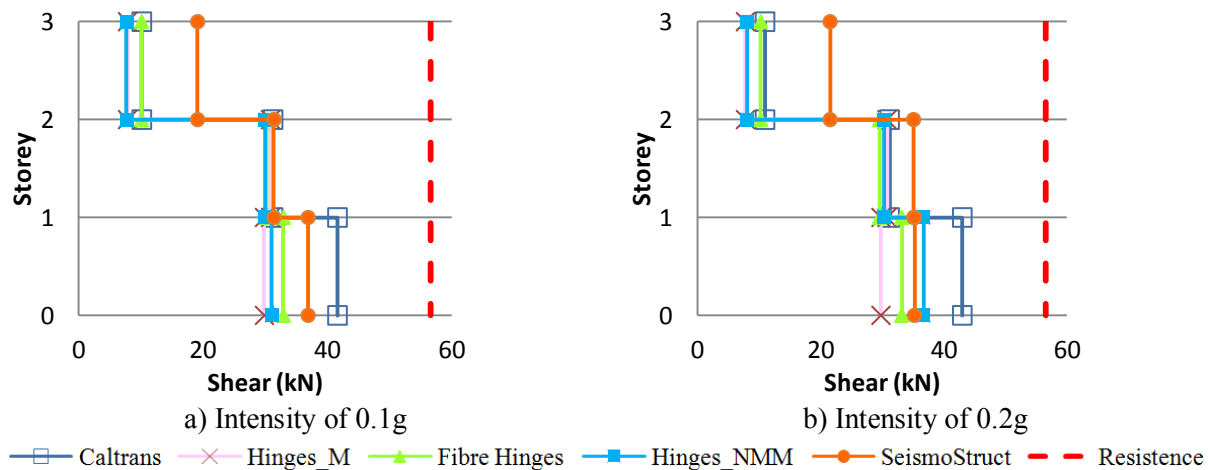 3
2
1
0
Storey
0 20 40 60
Shear (kN)
a) Intensity of 0.1g
3
2
1
0
Storey
0 20 40 60
Shear (kN)
b) Intensity of 0.2g
Caltrans Hinges_M Fibre Hinges Hinges_NMM SeismoStruct Resistence